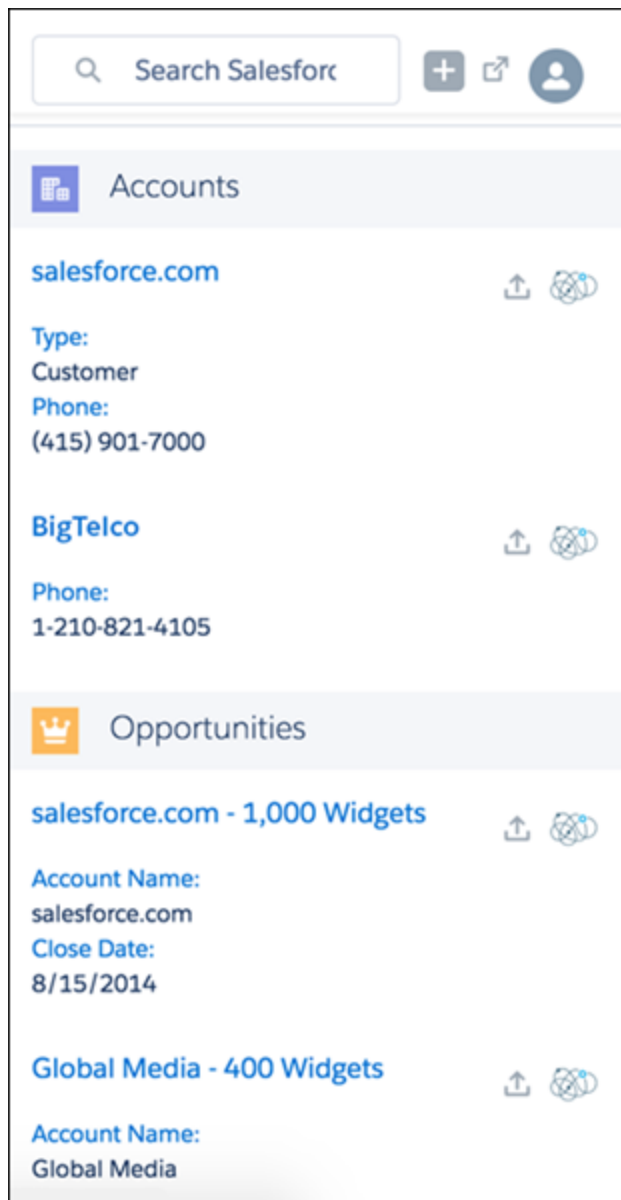 Search Salesforc
Accounts
salesforce.com
Type:
Customer
Phone:
(415) 901-7000
BigTelco
Phone:
1-210-821-4105
Opportunities
salesforce.com - 1,000 Widgets
Account Name:
salesforce.com
Close Date:
8/15/2014
Global Media - 400 Widgets
Account Name:
Global Media